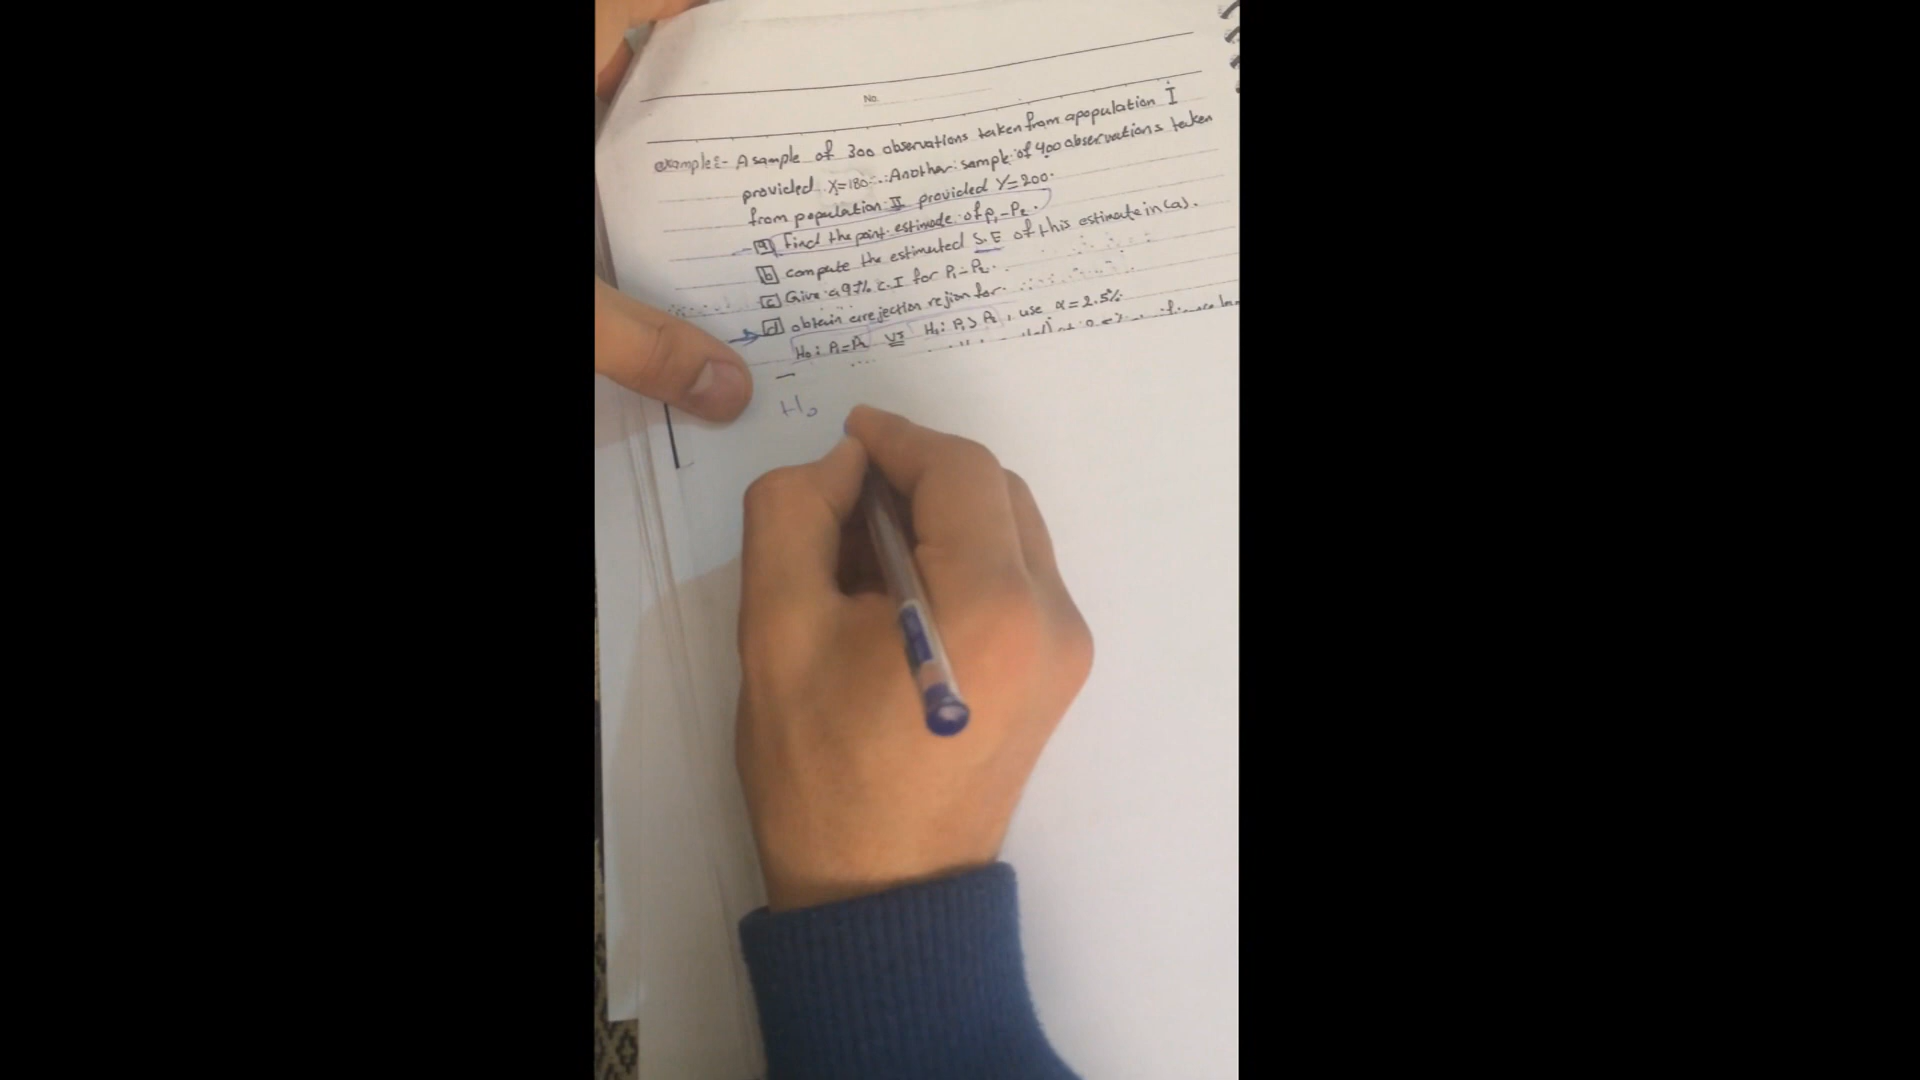 No.
example:- A sample of 300 observations taken from a population I
provided X=180. Another sample of 400 observations taken
from population II provided Y=200.
[a] Find the point estimate of P₁-P₂.
[b] compute the estimated S.E of this estimate in (a).
[c] Give a 97% C.I for P₁-P₂.
[d] obtain a rejection rejion for
H₀: P₁=P₂ vs H₁: P₁>P₂, use α=2.5%
H₀